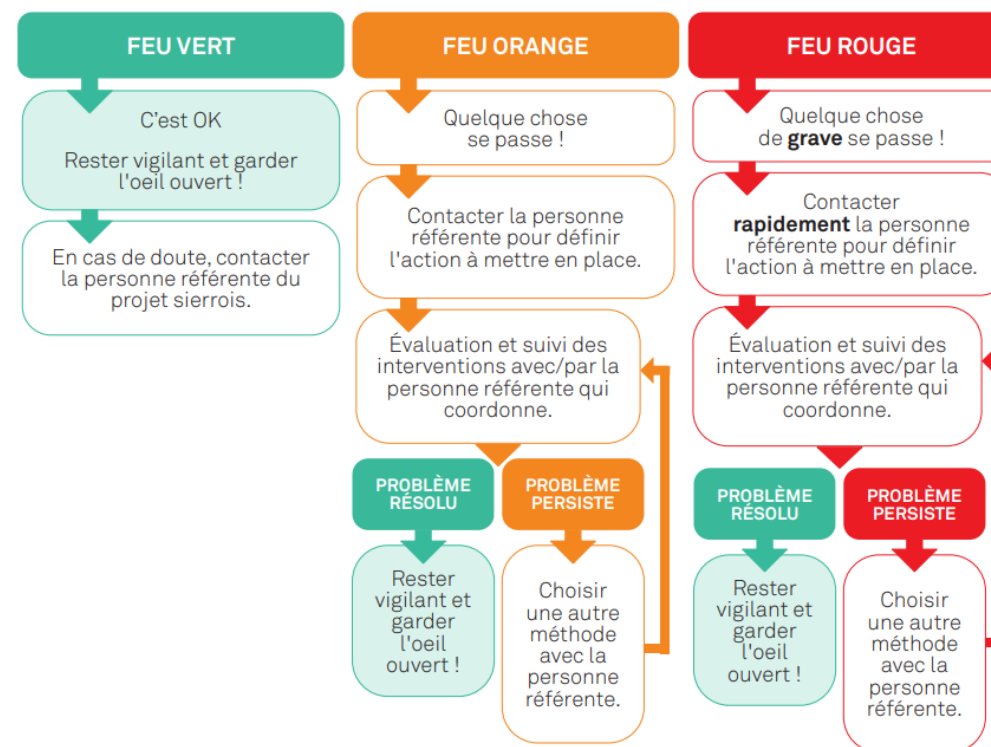 FEU VERT
C'est OK
Rester vigilant et garder
l'oeil ouvert !
En cas de doute, contacter
la personne référente du
projet sierrois.
FEU ORANGE
Quelque chose
se passe !
Contacter la personne
référente pour définir
l'action à mettre en place.
Évaluation et suivi des
interventions avec/par la
personne référente qui
coordonne.
PROBLÈME
RÉSOLU
Rester
vigilant et
garder
l'oeil
ouvert !
PROBLÈME
PERSISTE
Choisir
une autre
méthode
avec la
personne
référente.
FEU ROUGE
Quelque chose
de grave se passe !
Contacter
rapidement la personne
référente pour définir
l'action à mettre en place.
Évaluation et suivi des
interventions avec/par la
personne référente qui
coordonne.
PROBLÈME
RÉSOLU
Rester
vigilant et
garder
l'oeil
ouvert !
PROBLÈME
PERSISTE
Choisir
une autre
méthode
avec la
personne
référente.